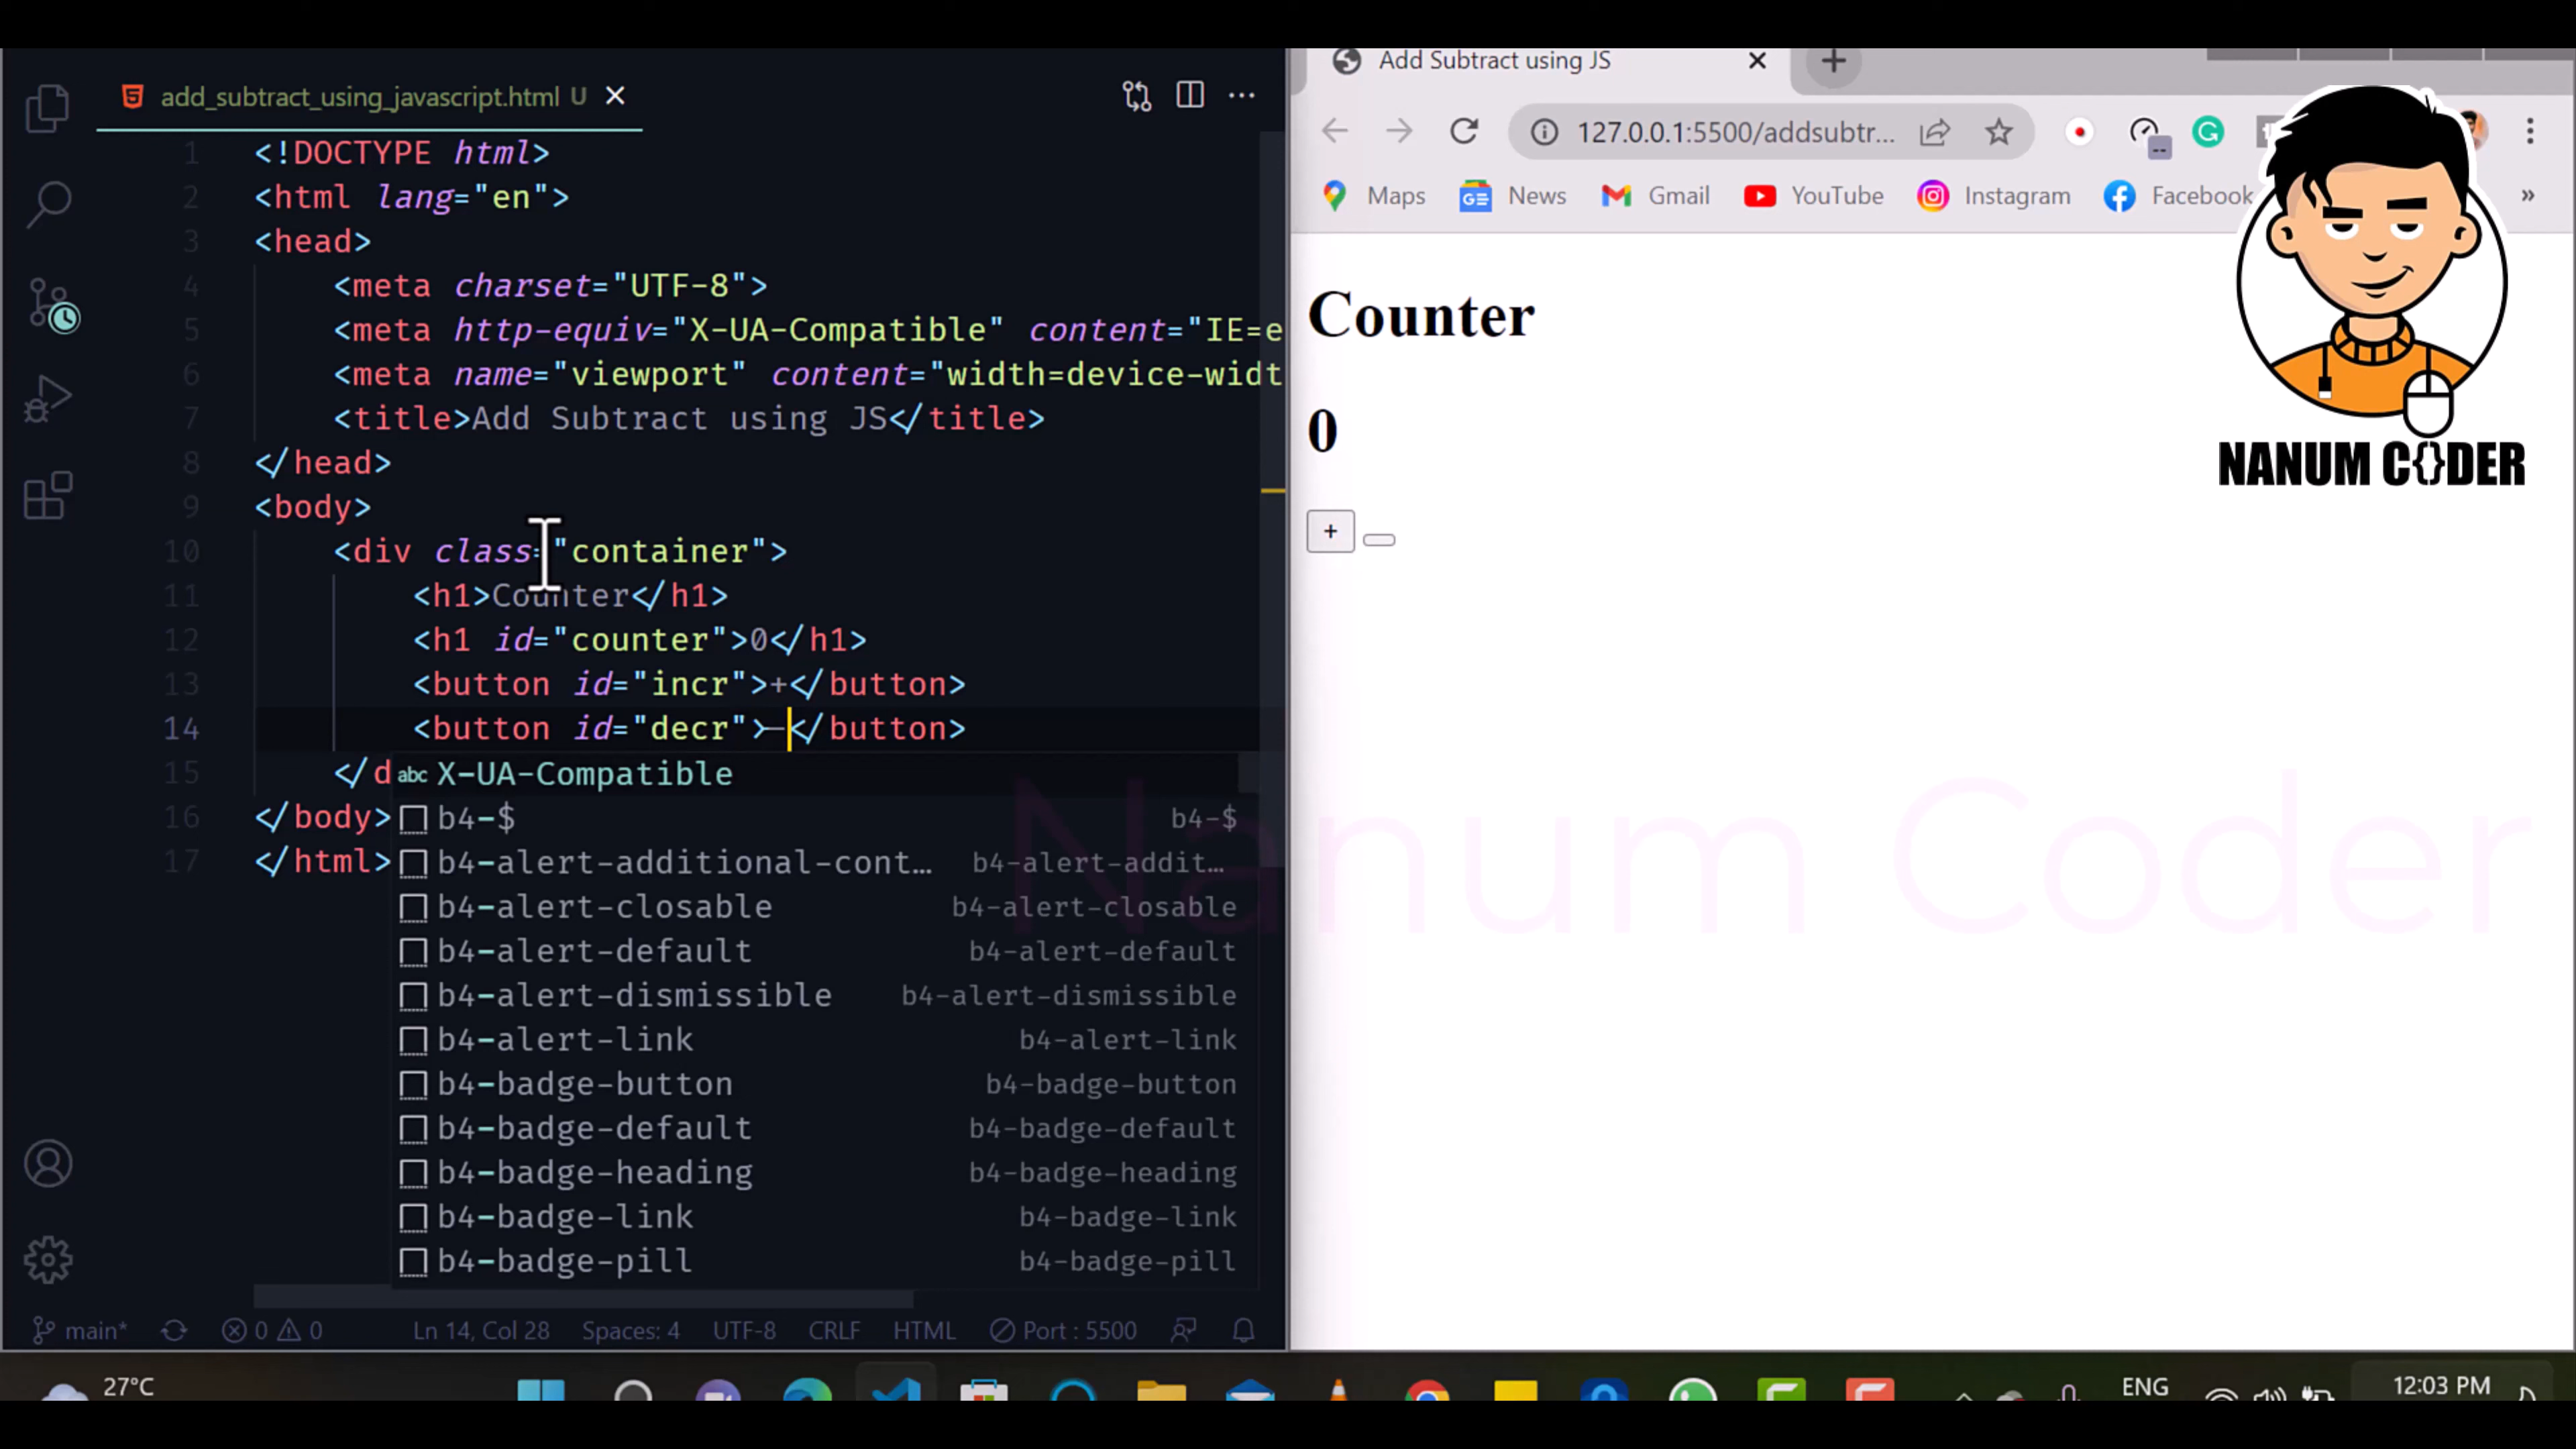 add_subtract_using_javascript.html U
1 <!DOCTYPE html>
2 <html lang="en">
3 <head>
4 <meta charset="UTF-8">
5 <meta http-equiv="X-UA-Compatible" content="IE=e
6 <meta name="viewport" content="width=device-widt
7 <title>Add Subtract using JS</title>
8 </head>
9 <body>
10 <div class="container">
11 <h1>Counter</h1>
12 <h1 id="counter">0</h1>
13 <button id="incr">+</button>
14 <button id="decr">-</button>
15 </d
16 </body>
17 </html>
abc X-UA-Compatible
b4-$ b4-$
b4-alert-additional-cont… b4-alert-addit…
b4-alert-closable b4-alert-closable
b4-alert-default b4-alert-default
b4-alert-dismissible b4-alert-dismissible
b4-alert-link b4-alert-link
b4-badge-button b4-badge-button
b4-badge-default b4-badge-default
b4-badge-heading b4-badge-heading
b4-badge-link b4-badge-link
b4-badge-pill b4-badge-pill
main* 0 0 Ln 14, Col 28 Spaces: 4 UTF-8 CRLF HTML Port : 5500
Add Subtract using JS
127.0.0.1:5500/addsubtr...
Maps News Gmail YouTube Instagram Facebook »
Counter
0
+
NANUM C{}DER
Nanum Coder
27°C
ENG
12:03 PM